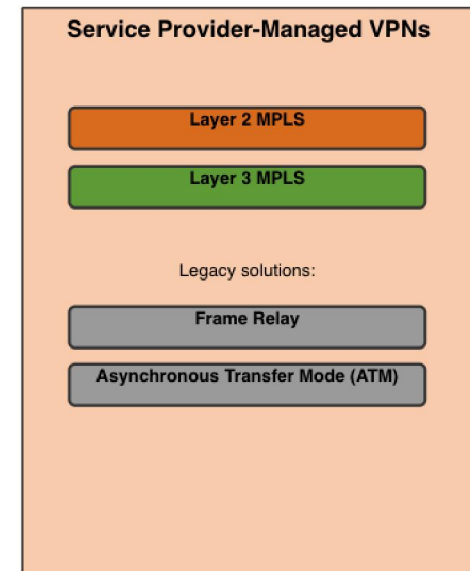 Service Provider-Managed VPNs
Layer 2 MPLS
Layer 3 MPLS
Legacy solutions:
Frame Relay
Asynchronous Transfer Mode (ATM)